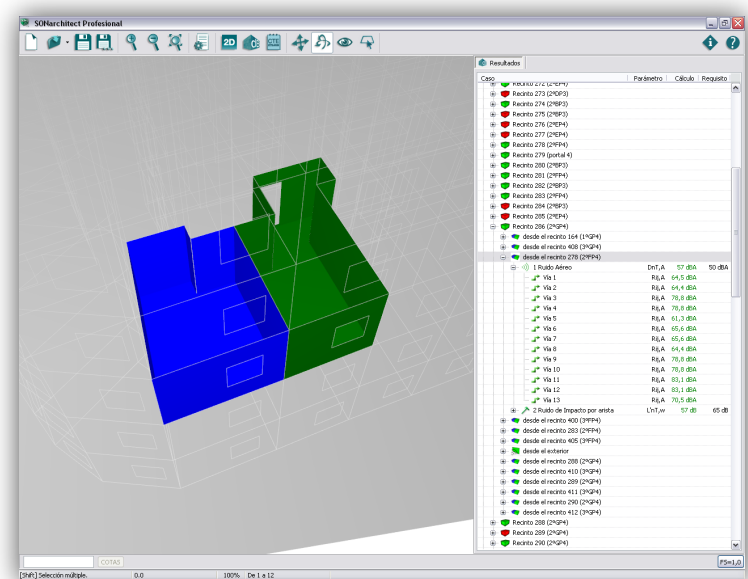 SONarchitect Profesional
2D
Resultados
Caso Parámetro Cálculo Requisito
Recinto 272 (2ºEP4)
Recinto 273 (2ºDP3)
Recinto 274 (2ºBP3)
Recinto 275 (2ºBP3)
Recinto 276 (2ºEP4)
Recinto 277 (2ºEP4)
Recinto 278 (2ºFP4)
Recinto 279 (portal 4)
Recinto 280 (2ºBP3)
Recinto 281 (2ºFP4)
Recinto 282 (2ºBP3)
Recinto 283 (2ºFP4)
Recinto 284 (2ºBP3)
Recinto 285 (2ºEP4)
Recinto 286 (2ºGP4)
desde el recinto 164 (1ºGP4)
desde el recinto 408 (3ºGP4)
desde el recinto 278 (2ºFP4)
1 Ruido Aéreo DnT,A 57 dBA 50 dBA
Vía 1 Rij,A 64,5 dBA
Vía 2 Rij,A 64,4 dBA
Vía 3 Rij,A 78,8 dBA
Vía 4 Rij,A 78,8 dBA
Vía 5 Rij,A 61,3 dBA
Vía 6 Rij,A 65,6 dBA
Vía 7 Rij,A 65,6 dBA
Vía 8 Rij,A 64,4 dBA
Vía 9 Rij,A 78,8 dBA
Vía 10 Rij,A 78,8 dBA
Vía 11 Rij,A 83,1 dBA
Vía 12 Rij,A 83,1 dBA
Vía 13 Rij,A 70,5 dBA
2 Ruido de Impacto por arista L'nT,w 57 dB 65 dB
desde el recinto 400 (3ºFP4)
desde el recinto 283 (2ºFP4)
desde el recinto 405 (3ºFP4)
desde el exterior
desde el recinto 288 (2ºGP4)
desde el recinto 410 (3ºGP4)
desde el recinto 289 (2ºGP4)
desde el recinto 411 (3ºGP4)
desde el recinto 290 (2ºGP4)
desde el recinto 412 (3ºGP4)
Recinto 288 (2ºGP4)
Recinto 289 (2ºGP4)
Recinto 290 (2ºGP4)
COTAS FS=1,0
[Shift] Selección múltiple. 0.0 100% De 1 a 12